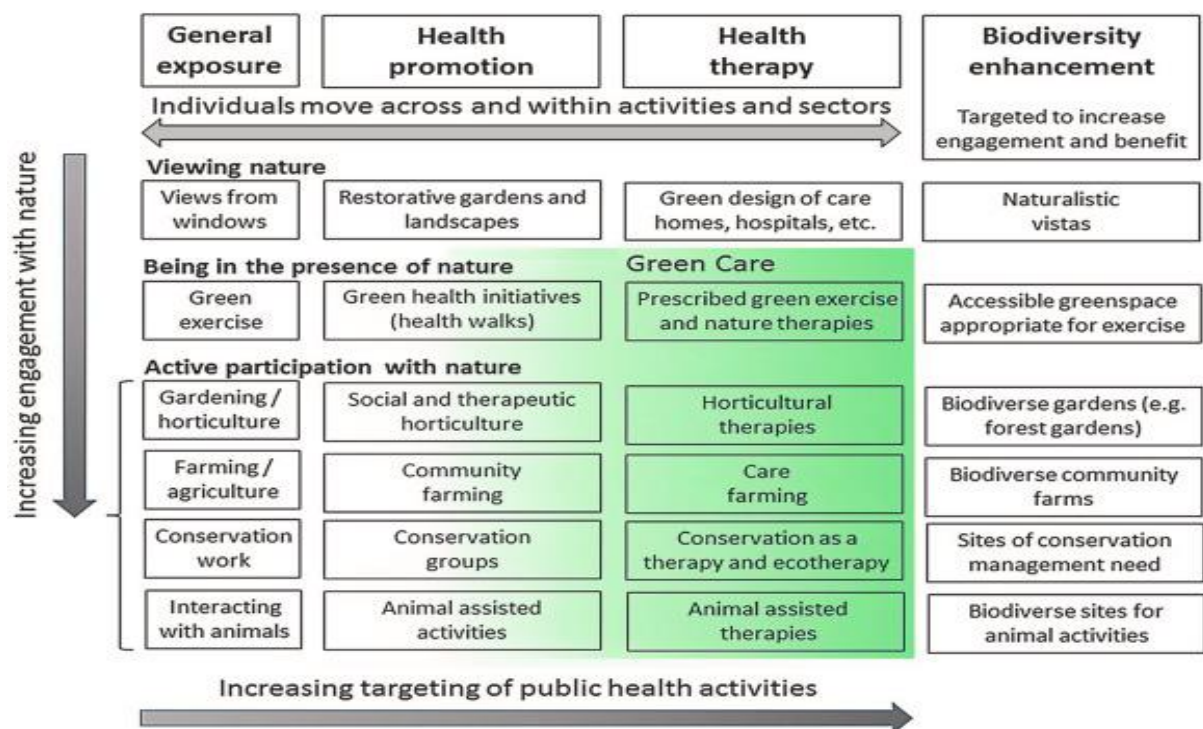 General
exposure
Health
promotion
Health
therapy
Biodiversity
enhancement
Targeted to increase
engagement and benefit
Individuals move across and within activities and sectors
Increasing engagement with nature
Viewing nature
Views from
windows
Restorative gardens and
landscapes
Green design of care
homes, hospitals, etc.
Naturalistic
vistas
Being in the presence of nature
Green Care
Green
exercise
Green health initiatives
(health walks)
Prescribed green exercise
and nature therapies
Accessible greenspace
appropriate for exercise
Active participation with nature
Gardening /
horticulture
Social and therapeutic
horticulture
Horticultural
therapies
Biodiverse gardens (e.g.
forest gardens)
Farming /
agriculture
Community
farming
Care
farming
Biodiverse community
farms
Conservation
work
Conservation
groups
Conservation as a
therapy and ecotherapy
Sites of conservation
management need
Interacting
with animals
Animal assisted
activities
Animal assisted
therapies
Biodiverse sites for
animal activities
Increasing targeting of public health activities